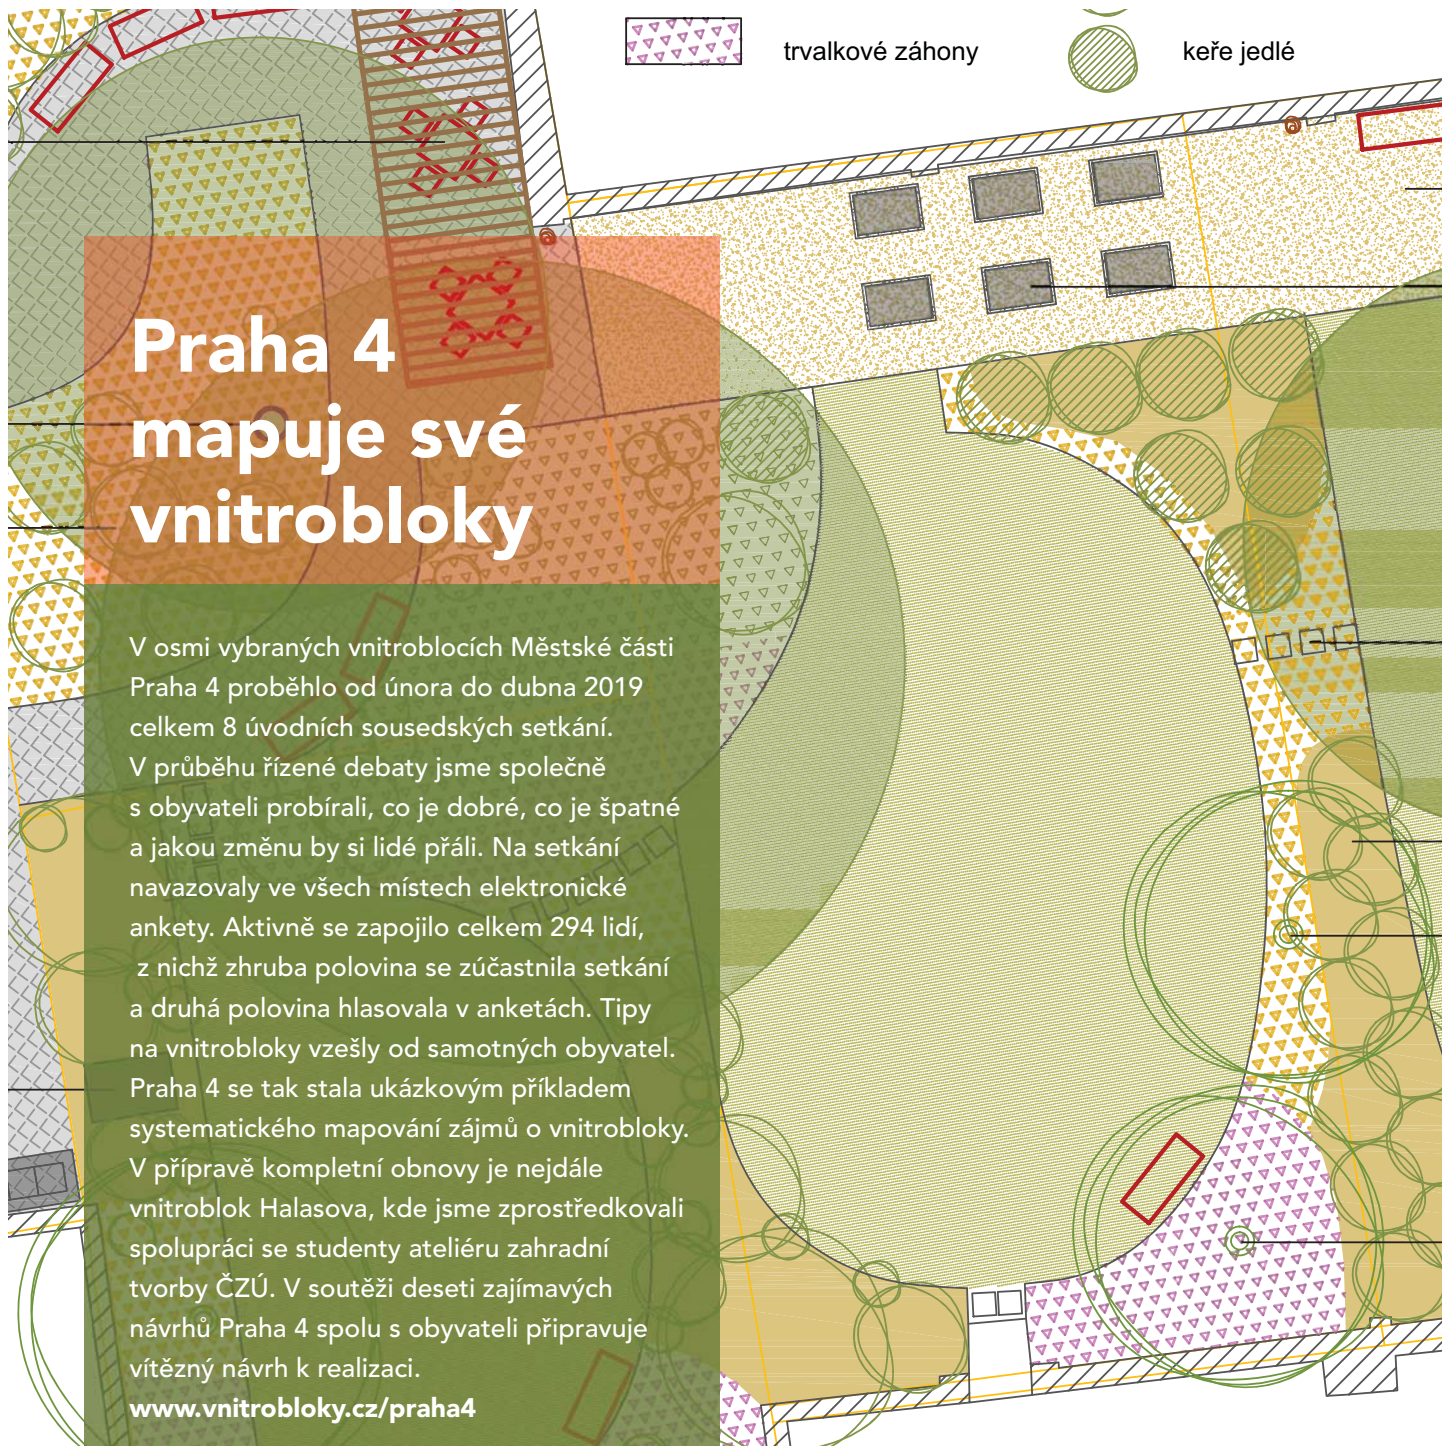 trvalkové záhony
keře jedlé
Praha 4
mapuje své
vnitrobloky
V osmi vybraných vnitroblocích Městské části
Praha 4 proběhlo od února do dubna 2019
celkem 8 úvodních sousedských setkání.
V průběhu řízené debaty jsme společně
s obyvateli probírali, co je dobré, co je špatné
a jakou změnu by si lidé přáli. Na setkání
navazovaly ve všech místech elektronické
ankety. Aktivně se zapojilo celkem 294 lidí,
z nichž zhruba polovina se zúčastnila setkání
a druhá polovina hlasovala v anketách. Tipy
na vnitrobloky vzešly od samotných obyvatel.
Praha 4 se tak stala ukázkovým příkladem
systematického mapování zájmů o vnitrobloky.
V přípravě kompletní obnovy je nejdále
vnitroblok Halasova, kde jsme zprostředkovali
spolupráci se studenty ateliéru zahradní
tvorby ČZÚ. V soutěži deseti zajímavých
návrhů Praha 4 spolu s obyvateli připravuje
vítězný návrh k realizaci.
www.vnitrobloky.cz/praha4